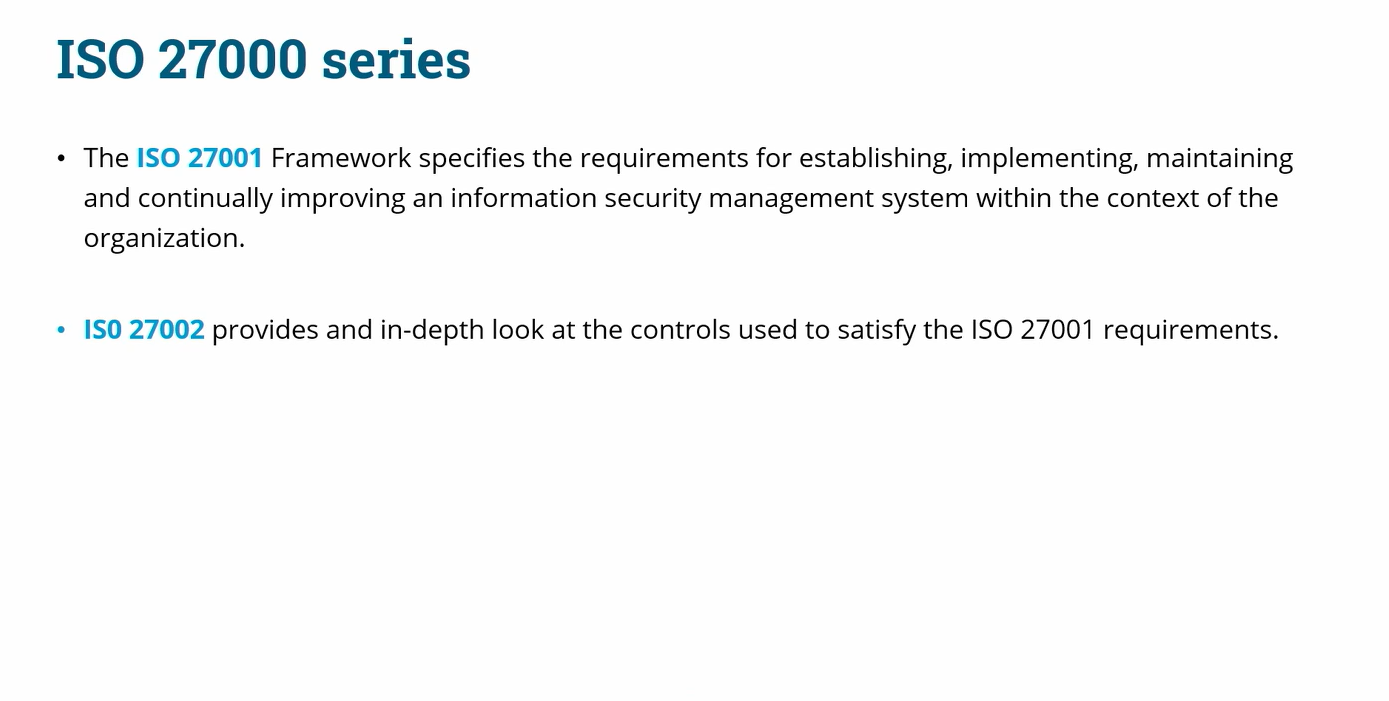 ISO 27000 series
• The ISO 27001 Framework specifies the requirements for establishing, implementing, maintaining
and continually improving an information security management system within the context of the
organization.
• IS0 27002 provides and in-depth look at the controls used to satisfy the ISO 27001 requirements.